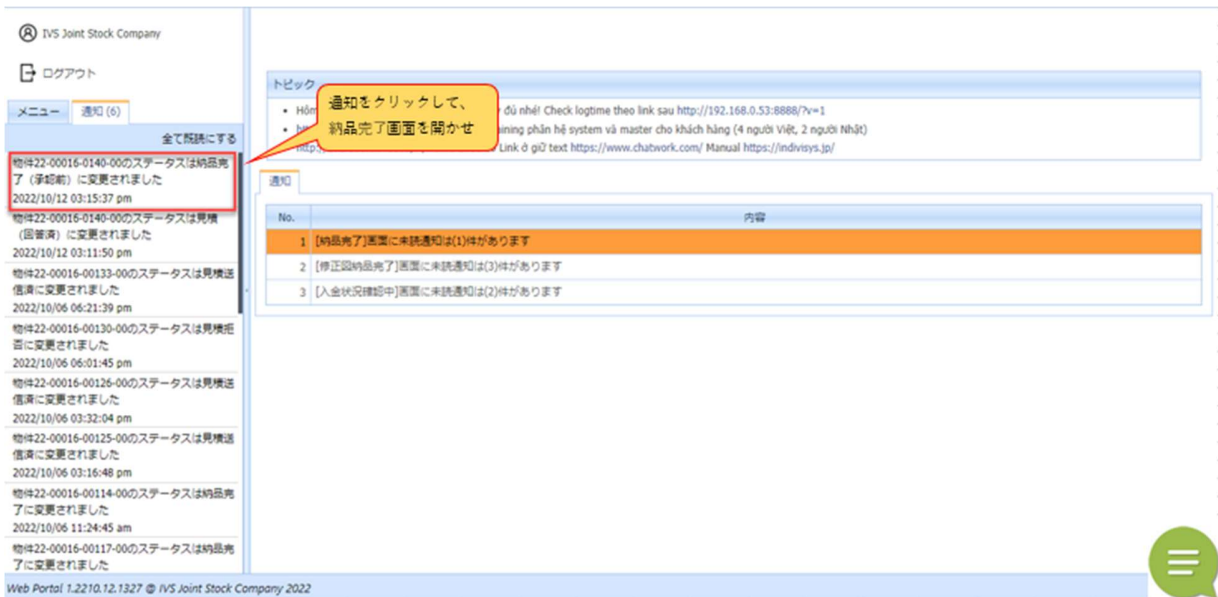 IVS Joint Stock Company
ログアウト
メニュー
通知 (6)
全て既読にする
物件22-00016-0140-00のステータスは納品完
了（承認前）に変更されました
2022/10/12 03:15:37 pm
物件22-00016-0140-00のステータスは見積
（回答済）に変更されました
2022/10/12 03:11:50 pm
物件22-00016-00133-00のステータスは見積送
信済に変更されました
2022/10/06 06:21:39 pm
物件22-00016-00130-00のステータスは見積拒
否に変更されました
2022/10/06 06:01:45 pm
物件22-00016-00126-00のステータスは見積送
信済に変更されました
2022/10/06 03:32:04 pm
物件22-00016-00125-00のステータスは見積送
信済に変更されました
2022/10/06 03:16:48 pm
物件22-00016-00114-00のステータスは納品完
了に変更されました
2022/10/06 11:24:45 am
物件22-00016-00117-00のステータスは納品完
了に変更されました
トピック
đủ nhé! Check logtime theo link sau http://192.168.0.53:8888/?v=1
phân hệ system và master cho khách hàng (4 người Việt, 2 người Nhật)
Link ở giữ text https://www.chatwork.com/ Manual https://indivisys.jp/
通知をクリックして、
納品完了画面を開かせ
通知
No. 内容
1 [納品完了]画面に未読通知は(1)件があります
2 [修正図納品完了]画面に未読通知は(3)件があります
3 [入金状況確認中]画面に未読通知は(2)件があります
Web Portal 1.2210.12.1327 @ IVS Joint Stock Company 2022